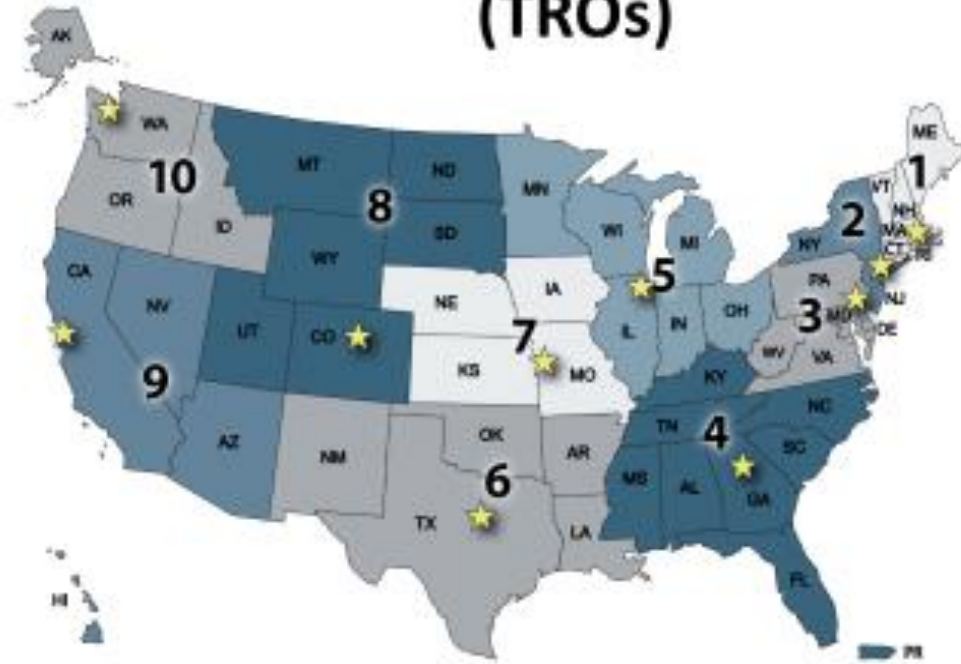 (TROs)
AK
WA
10
OR
ID
MT
ND
8
SD
WY
UT
CO
MN
WI
MI
5
IL
IN
OH
ME
1
VT
NH
2
NY
MA
CT
RI
PA
NJ
3
MD
DE
WV
VA
CA
NV
9
AZ
NE
IA
7
KS
MO
KY
NC
TN
4
SC
MS
AL
GA
FL
NM
OK
AR
6
TX
LA
HI
PR